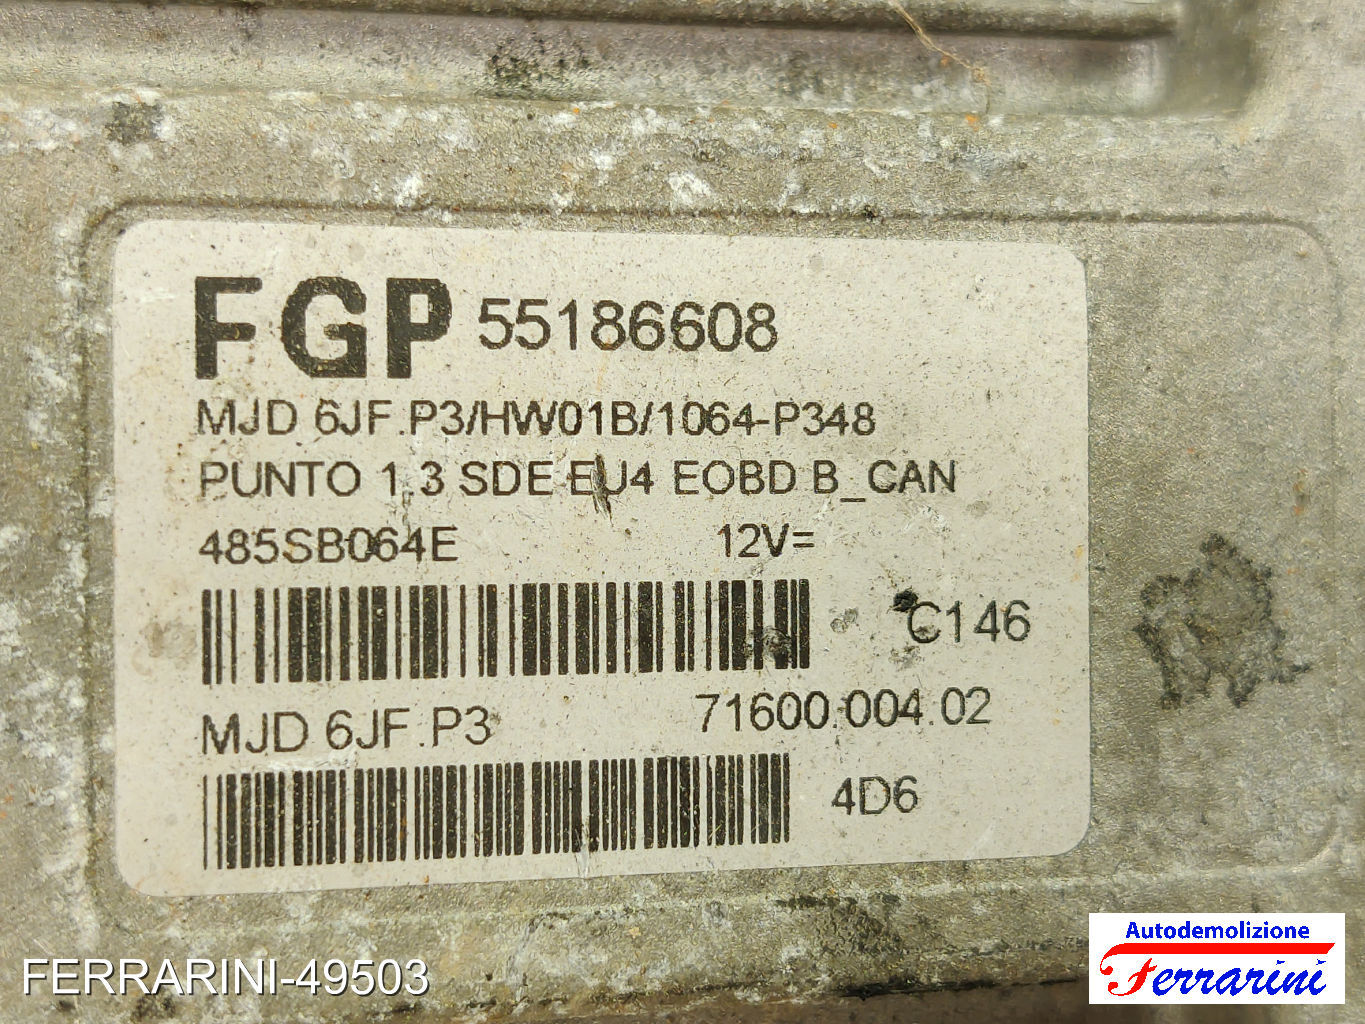 FGP 55186608
MJD 6JF.P3/HW01B/1064-P348
PUNTO 1.3 SDE EU4 EOBD B_CAN
485SB064E 12V=
C146
MJD 6JF.P3 71600.004.02
4D6
FERRARINI-49503
Autodemolizione
Ferrarini